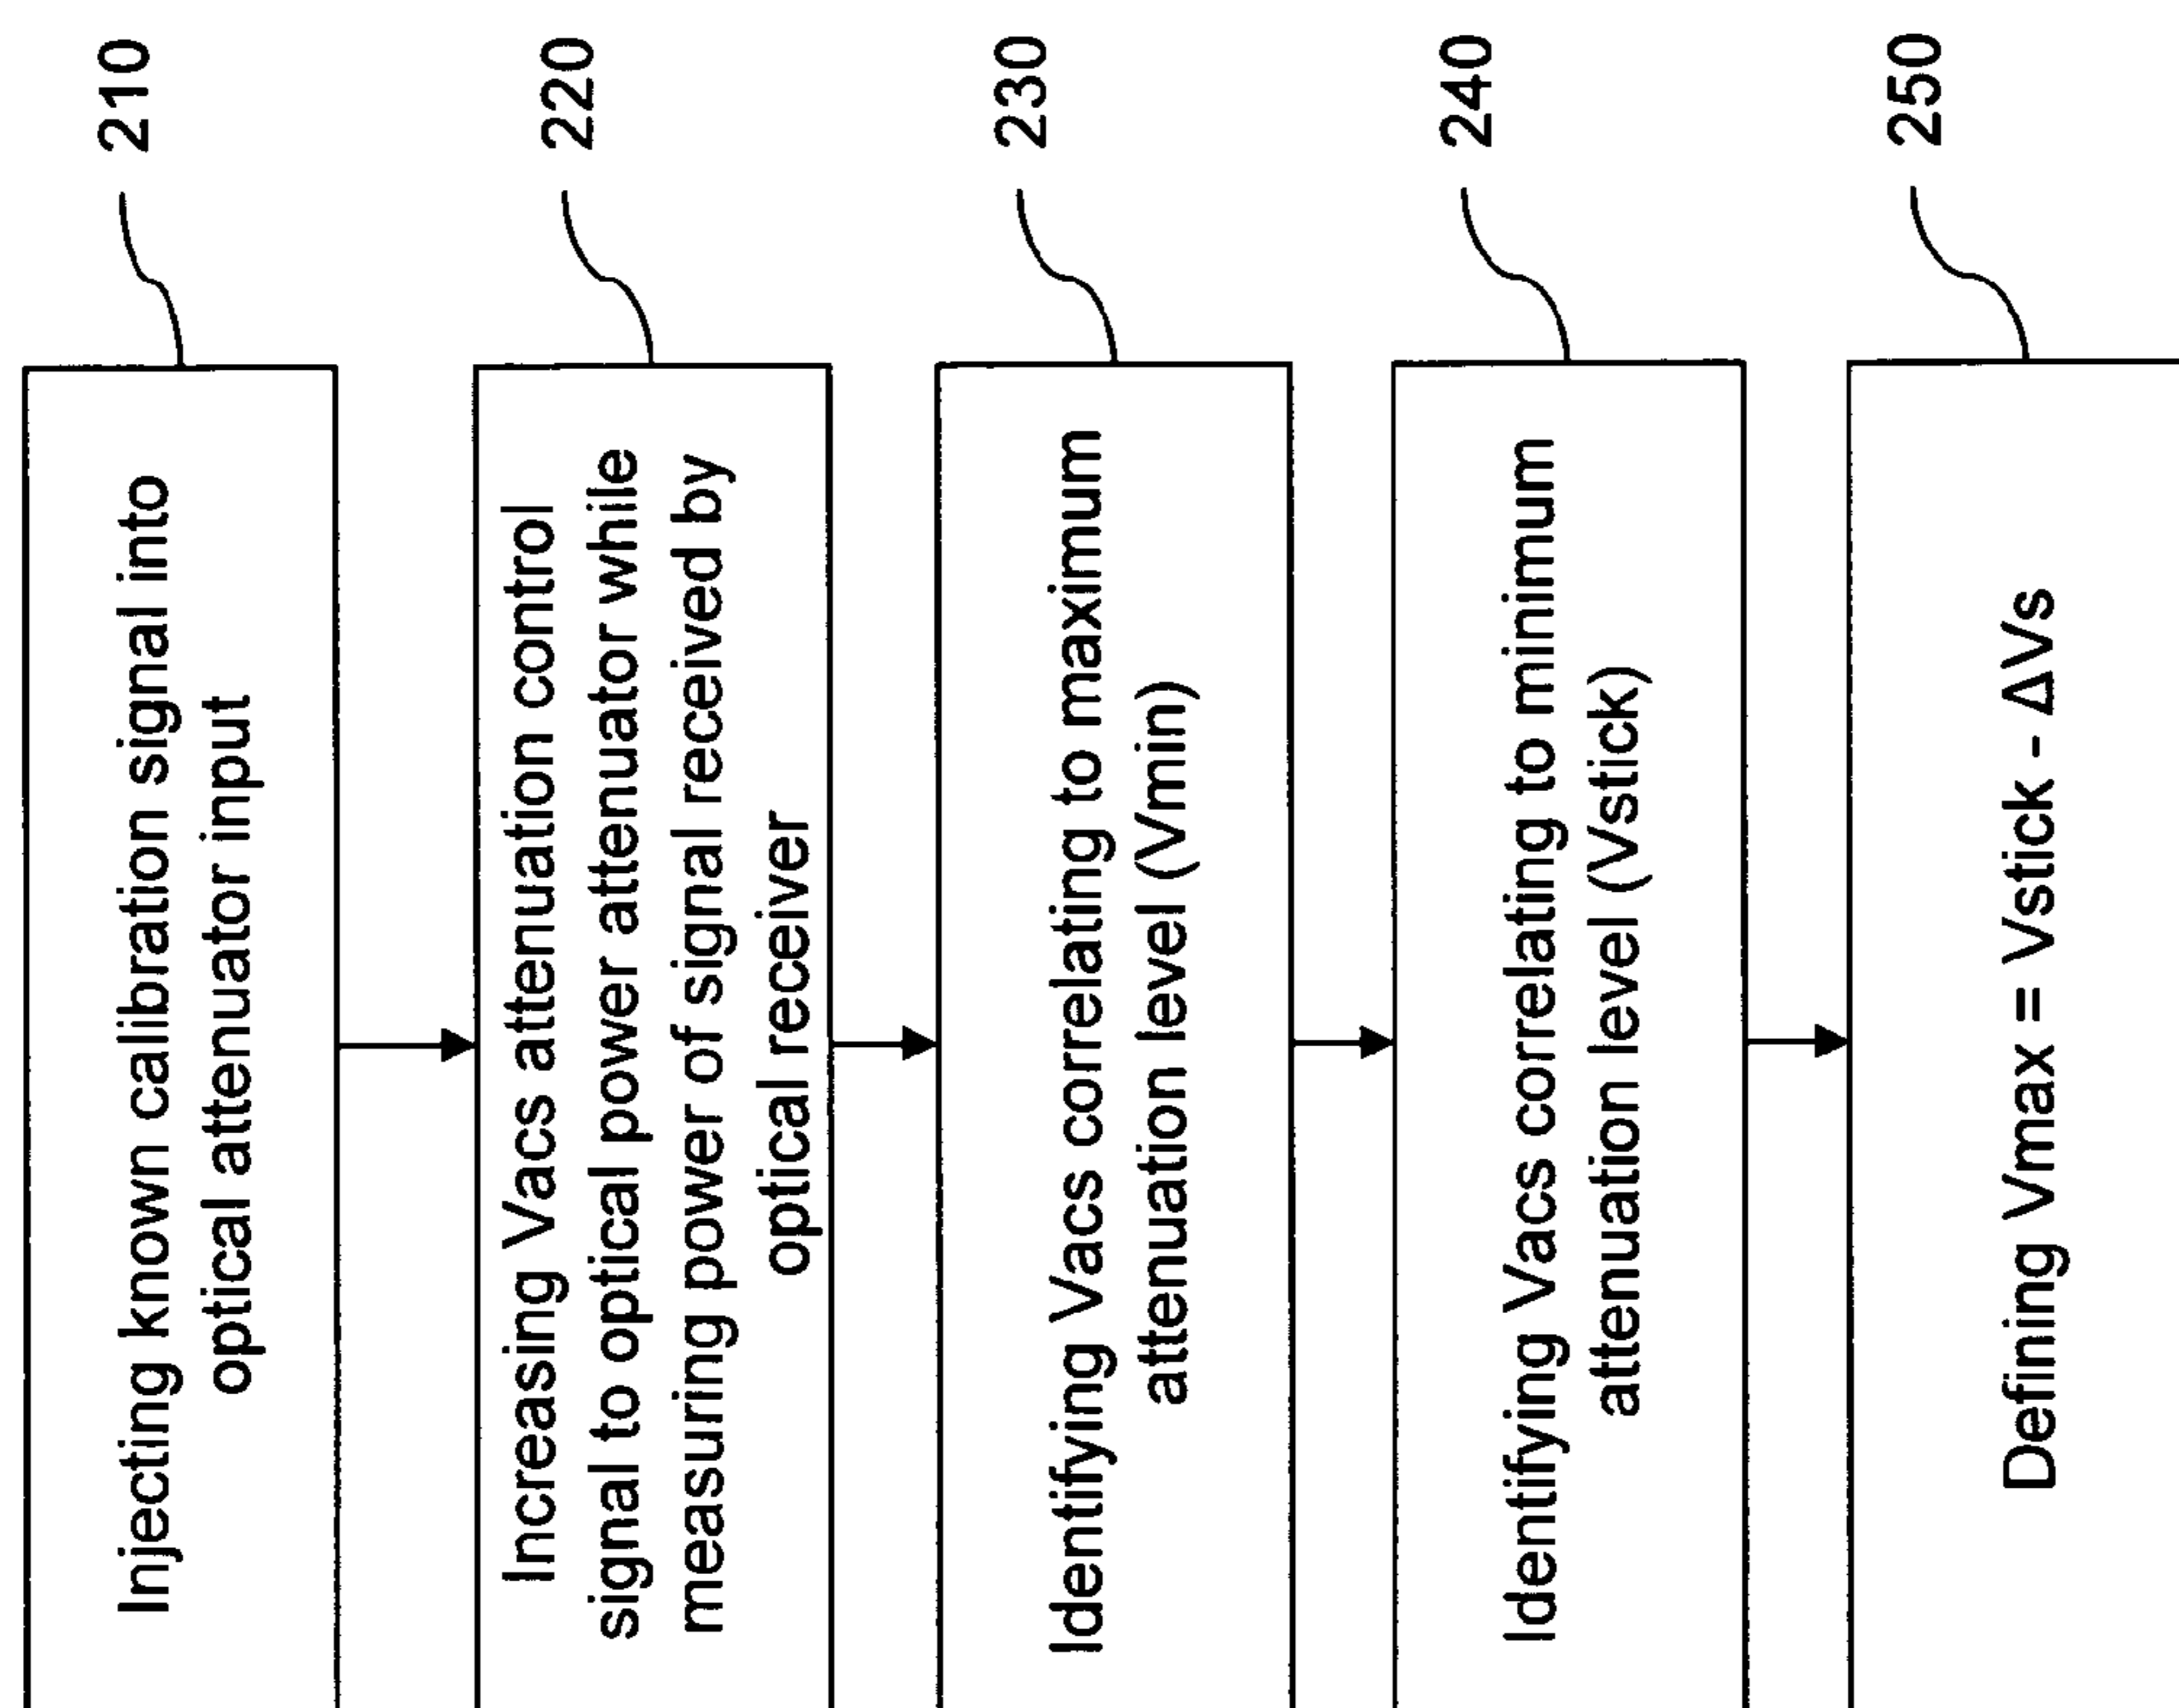 Injecting known calibration signal into
optical attenuator input
210
Increasing Vacs attenuation control
signal to optical power attenuator while
measuring power of signal received by
optical receiver
220
Identifying Vacs correlating to maximum
attenuation level (Vmin)
230
Identifying Vacs correlating to minimum
attenuation level (Vstick)
240
Defining Vmax = Vstick - ΔVs
250